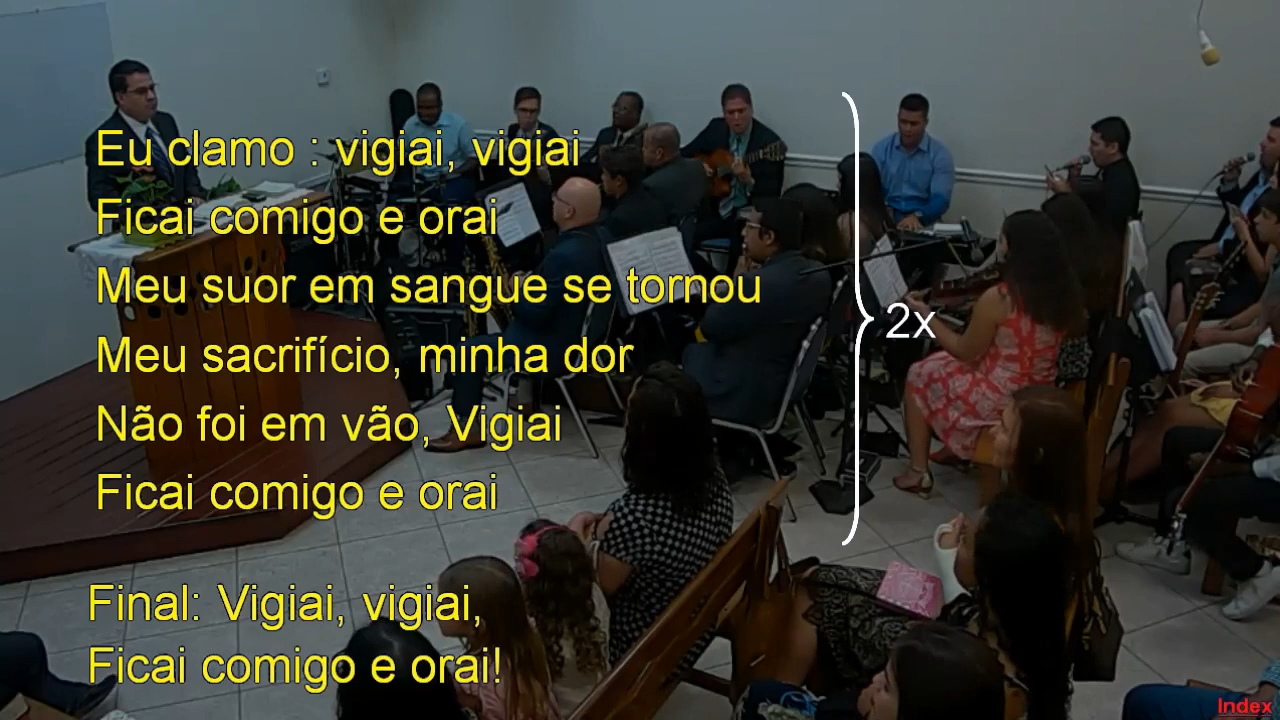 Eu clamo : vigiai, vigiai
Ficai comigo e orai
Meu suor em sangue se tornou
Meu sacrifício, minha dor
Não foi em vão, Vigiai
Ficai comigo e orai
2x
Final: Vigiai, vigiai,
Ficai comigo e orai!
Index